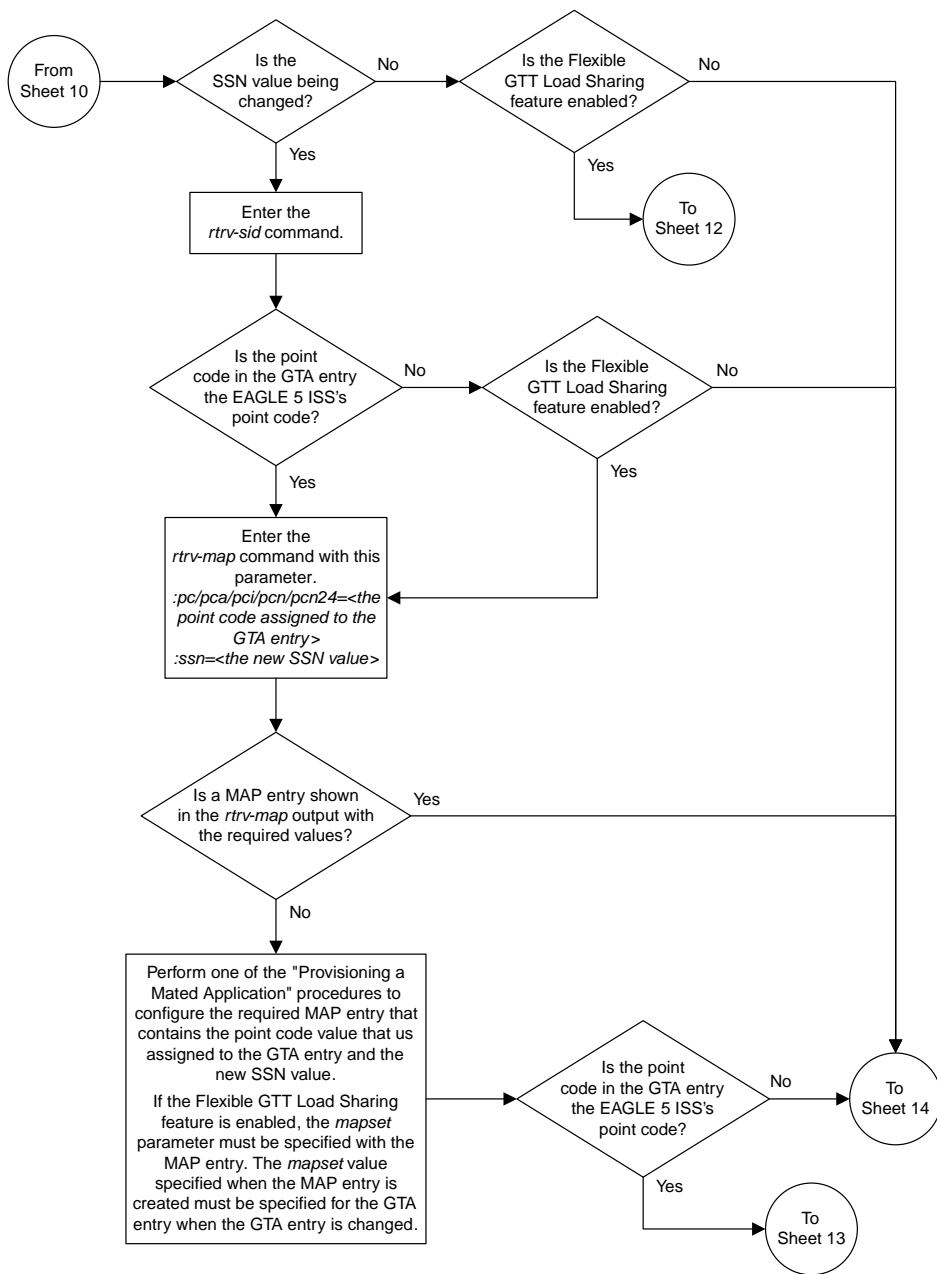 From
Sheet 10
Is the
SSN value being
changed?
No
Is the Flexible
GTT Load Sharing
feature enabled?
No
Yes
Yes
Enter the
rtrv-sid command.
To
Sheet 12
Is the point
code in the GTA entry
the EAGLE 5 ISS's
point code?
No
Is the Flexible
GTT Load Sharing
feature enabled?
No
Yes
Yes
Enter the
rtrv-map command with this
parameter.
:pc/pca/pci/pcn/pcn24=<the
point code assigned to the
GTA entry>
:ssn=<the new SSN value>
Is a MAP entry shown
in the rtrv-map output with
the required values?
Yes
No
Perform one of the "Provisioning a
Mated Application" procedures to
configure the required MAP entry that
contains the point code value that us
assigned to the GTA entry and the
new SSN value.
If the Flexible GTT Load Sharing
feature is enabled, the mapset
parameter must be specified with the
MAP entry. The mapset value
specified when the MAP entry is
created must be specified for the GTA
entry when the GTA entry is changed.
Is the point
code in the GTA entry
the EAGLE 5 ISS's
point code?
No
To
Sheet 14
Yes
To
Sheet 13